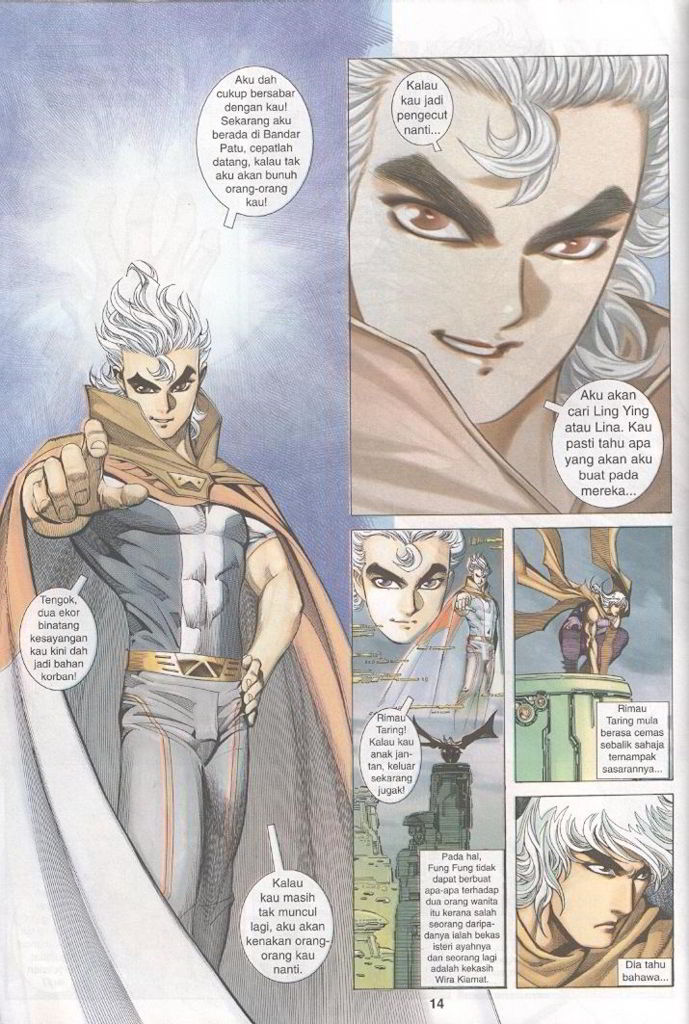 Aku dah
cukup bersabar
dengan kau!
Sekarang aku
berada di Bandar
Patu, cepatlah
datang, kalau tak
aku akan bunuh
orang-orang
kau!
Tengok,
dua ekor
binatang
kesayangan
kau kini dah
jadi bahan
korban!
Kalau
kau masih
tak muncul
lagi, aku akan
kenakan orang-
orang kau
nanti.
Kalau
kau jadi
pengecut
nanti...
Aku akan
cari Ling Ying
atau Lina. Kau
pasti tahu apa
yang akan aku
buat pada
mereka...
Rimau
Taring!
Kalau kau
anak jan-
tan, keluar
sekarang
jugak!
Pada hal,
Fung Fung tidak
dapat berbuat
apa-apa terhadap
dua orang wanita
itu kerana salah
seorang daripa-
danya ialah bekas
isteri ayahnya
dan seorang lagi
adalah kekasih
Wira Kiamat.
Rimau
Taring mula
berasa cemas
sebalik sahaja
ternampak
sasarannya...
Dia tahu
bahawa...
14